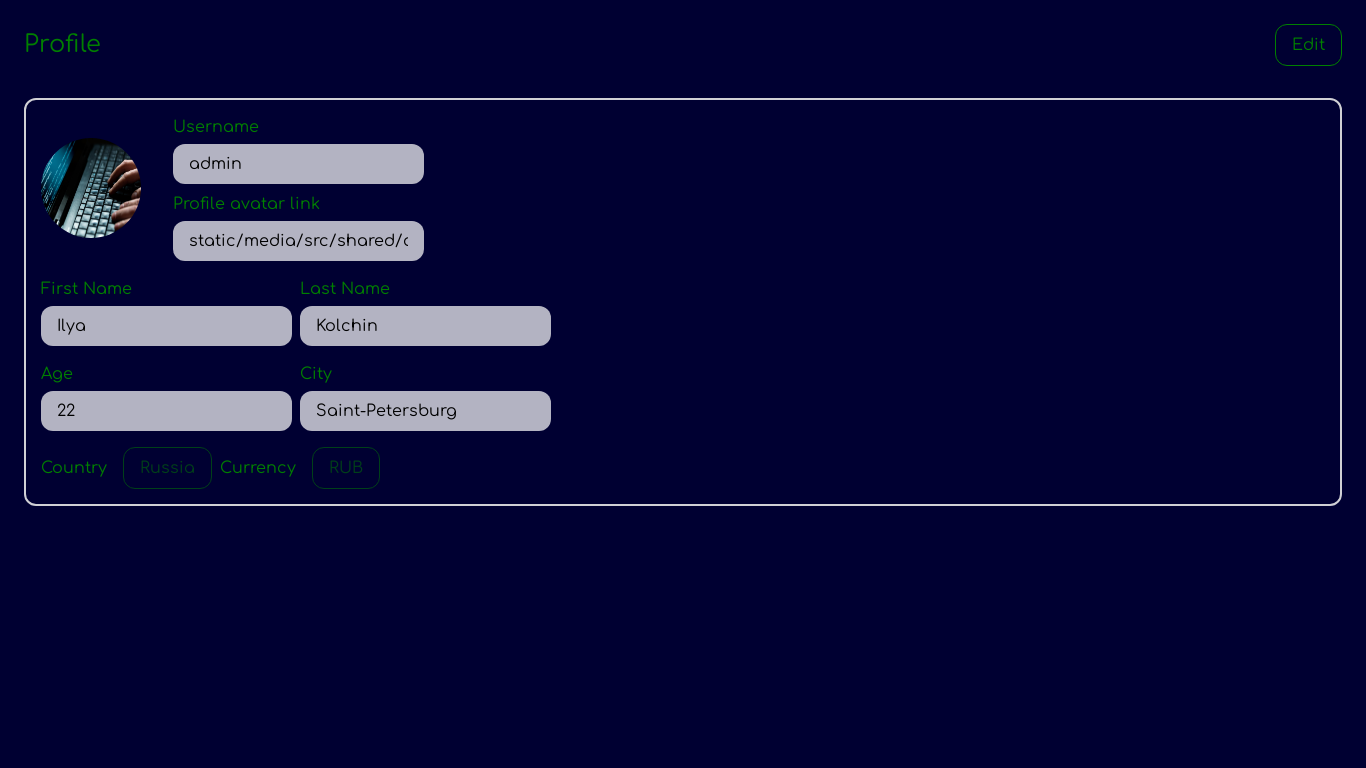 Profile
Edit
Username
admin
Profile avatar link
static/media/src/shared/
First Name
Last Name
Ilya
Kolchin
Age
City
22
Saint-Petersburg
Country
Russia
Currency
RUB